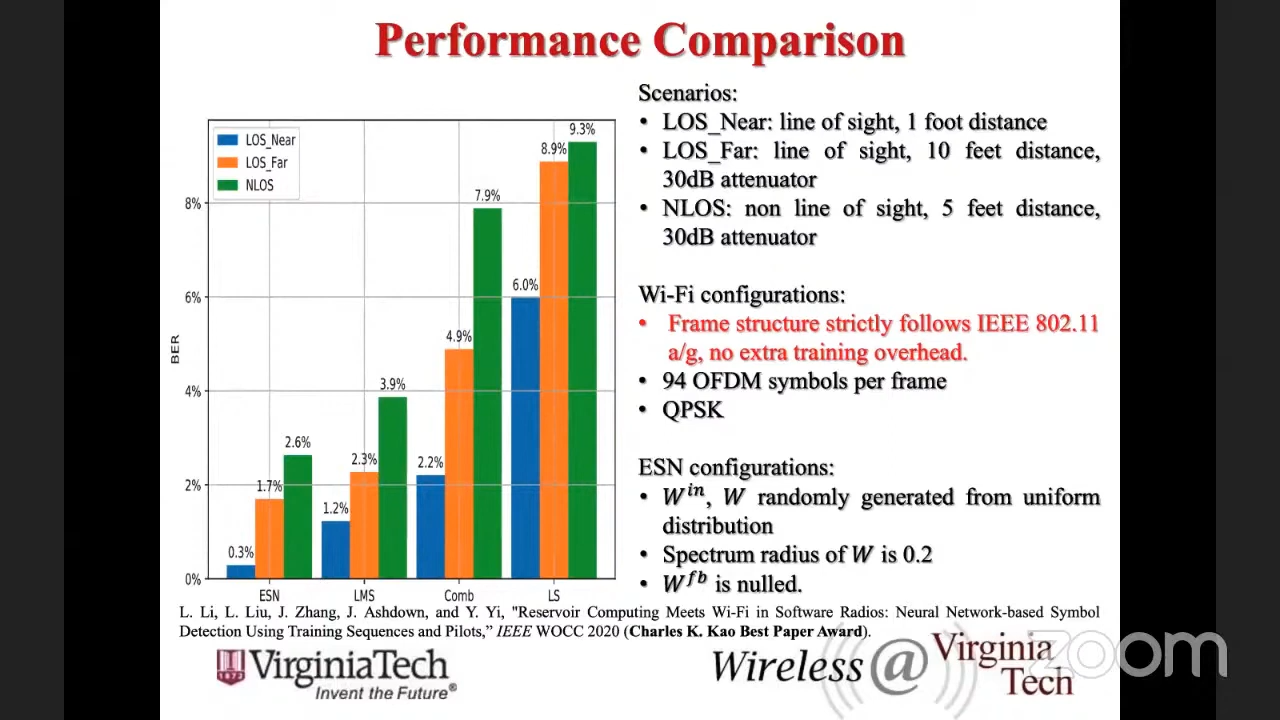 Performance Comparison
LOS_Near
LOS_Far
NLOS
BER
8%
6%
4%
2%
0%
0.3%
1.7%
2.6%
1.2%
2.3%
3.9%
2.2%
4.9%
7.9%
6.0%
8.9%
9.3%
ESN
LMS
Comb
LS
Scenarios:
• LOS_Near: line of sight, 1 foot distance
• LOS_Far: line of sight, 10 feet distance,
30dB attenuator
• NLOS: non line of sight, 5 feet distance,
30dB attenuator
Wi-Fi configurations:
• Frame structure strictly follows IEEE 802.11
a/g, no extra training overhead.
• 94 OFDM symbols per frame
• QPSK
ESN configurations:
• W^in, W randomly generated from uniform
distribution
• Spectrum radius of W is 0.2
• W^fb is nulled.
L. Li, L. Liu, J. Zhang, J. Ashdown, and Y. Yi, "Reservoir Computing Meets Wi-Fi in Software Radios: Neural Network-based Symbol
Detection Using Training Sequences and Pilots,” IEEE WOCC 2020 (Charles K. Kao Best Paper Award).
1872
VirginiaTech
Invent the Future®
Wireless @
Virginia
Tech
zoom